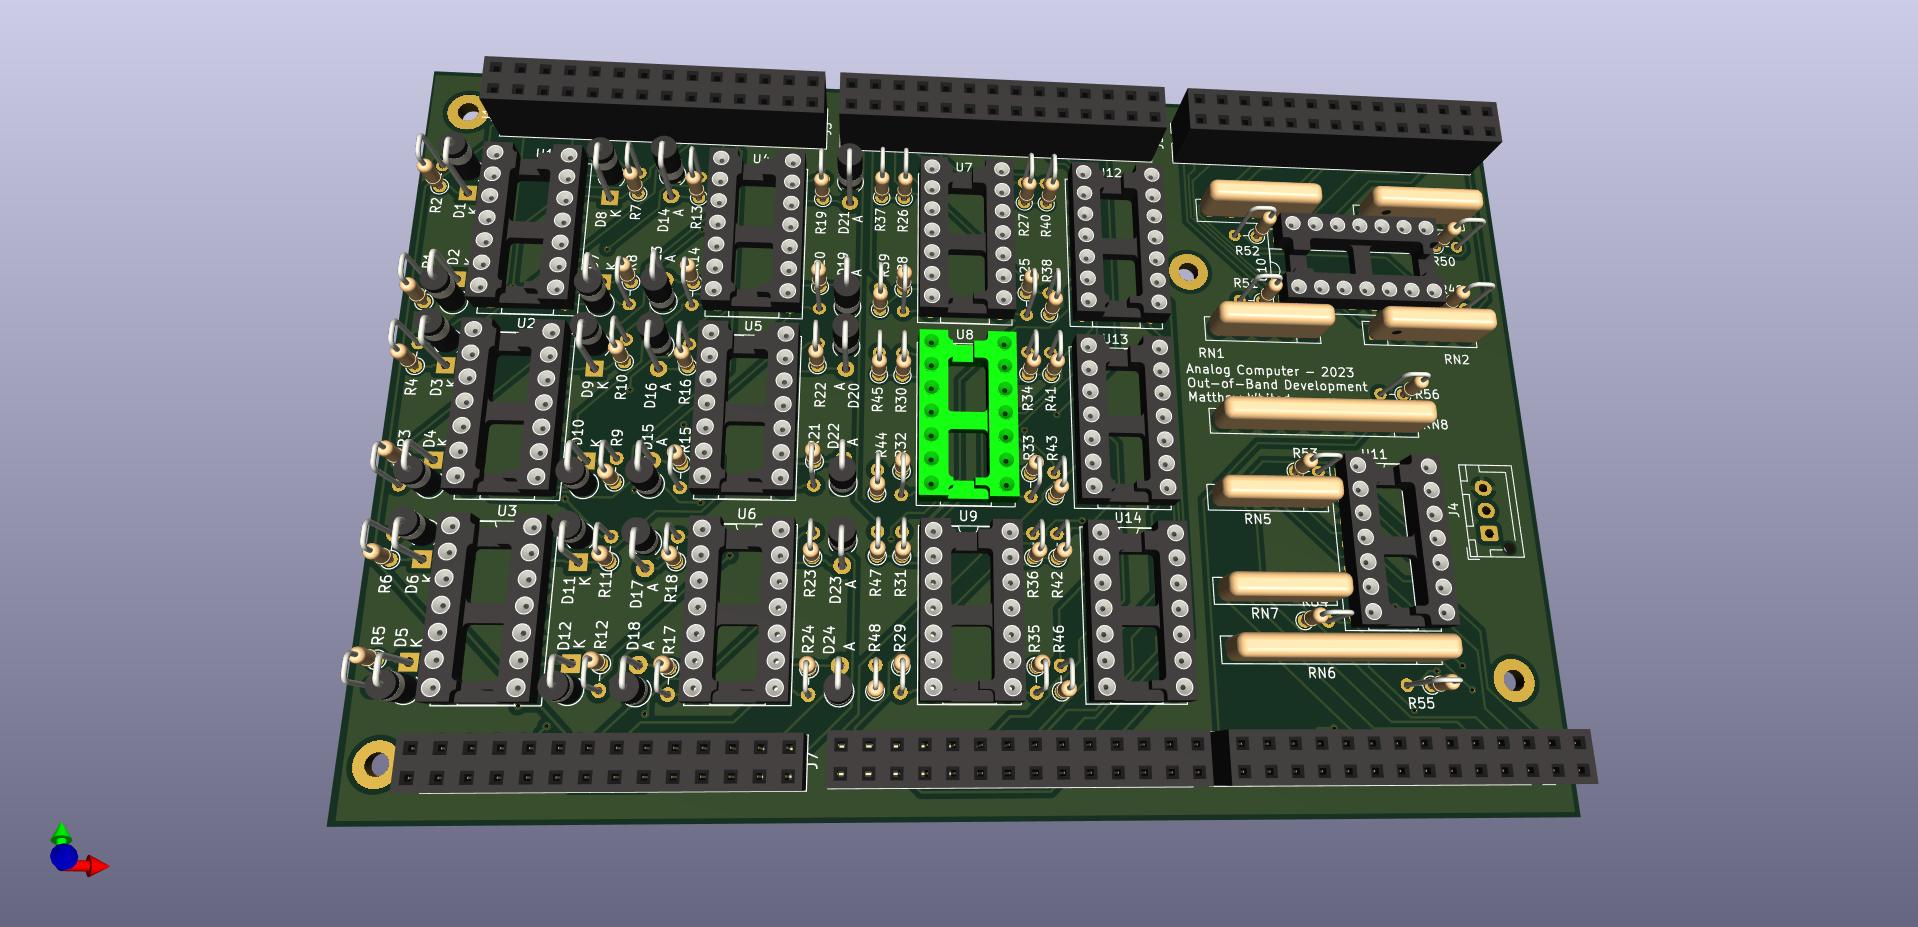 U4
U7
U12
R2
D1
K
D8
K
R7
D14
A
R13
R19
D21
A
R37
R26
R27
R40
D2
K
A
R39
R25
R38
R52
R50
U2
U5
U8
U13
RN1
RN2
R4
D3
K
D9
K
R10
D16
A
R16
R22
A
D20
R45
R30
R34
R41
Analog Computer - 2023
Out-of-Band Development
R56
RN8
R3
D4
K
D10
K
R9
D15
A
R15
R21
D22
A
R44
R32
R33
R43
R53
U11
RN5
J4
U3
U6
U9
U14
R6
D6
K
D11
K
R11
D17
A
R18
R23
D23
A
R47
R31
R36
R42
RN7
R5
D5
K
D12
K
R12
D18
A
R17
R24
D24
A
R48
R29
R35
R46
RN6
R55
J7